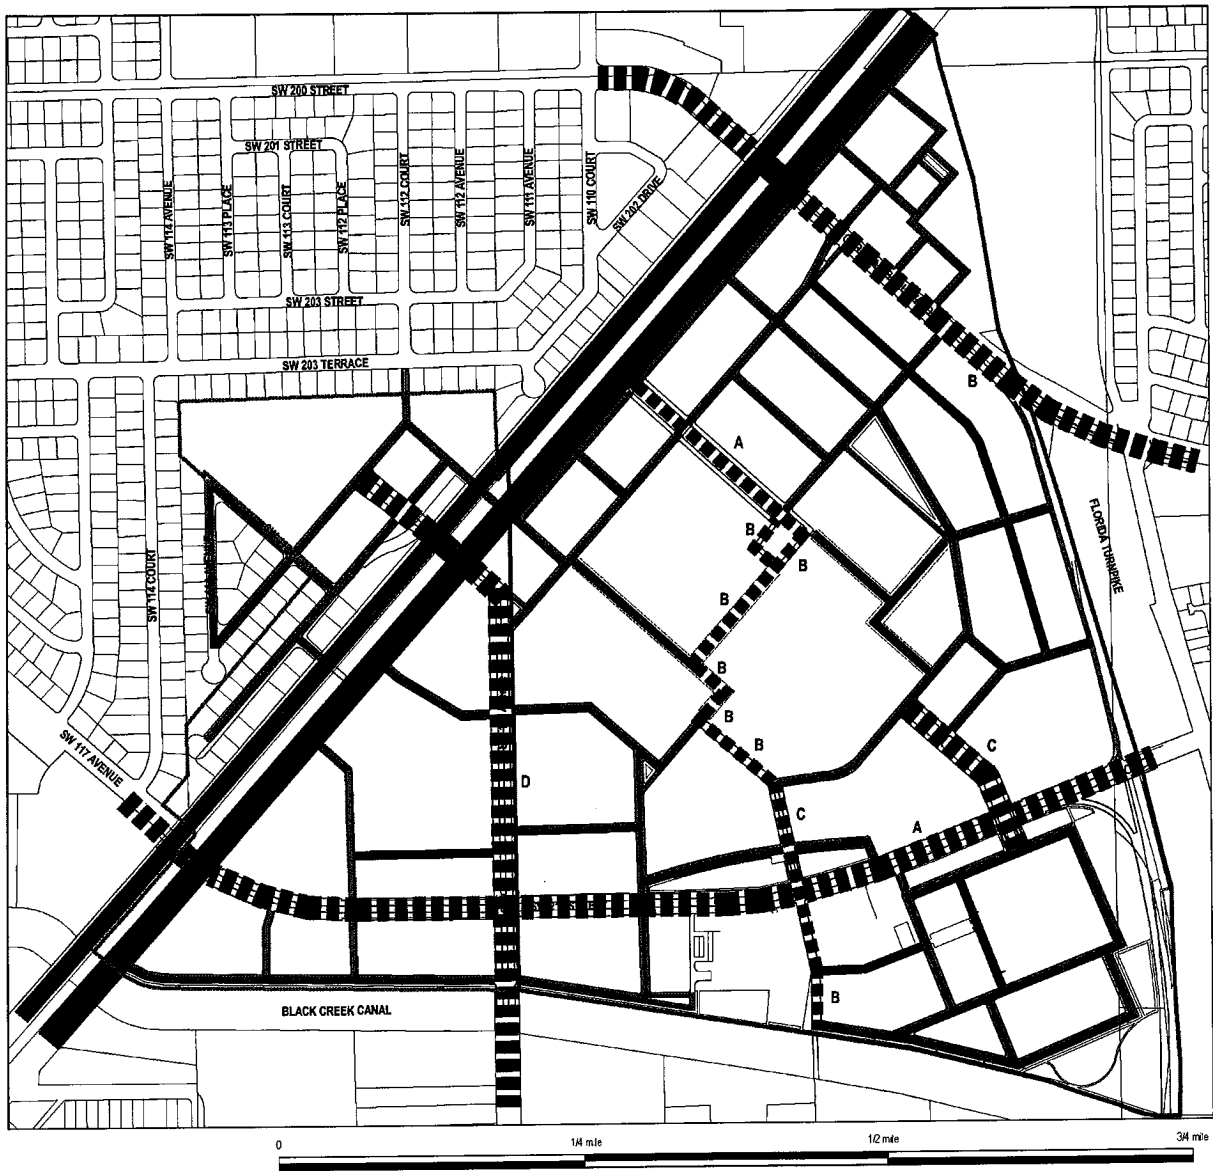 SW 200 STREET
SW 201 STREET
SW 114 AVENUE
SW 113 PLACE
SW 113 COURT
SW 112 PLACE
SW 112 COURT
SW 112 AVENUE
SW 111 AVENUE
SW 110 COURT
SW 202 DRIVE
SW 203 STREET
SW 203 TERRACE
B
A
FLORIDA TURNPIKE
B
B
B
SW 114 COURT
B
B
B
SW 117 AVENUE
C
D
C
A
B
BLACK CREEK CANAL
0
1/4 mile
1/2 mile
3/4 mile